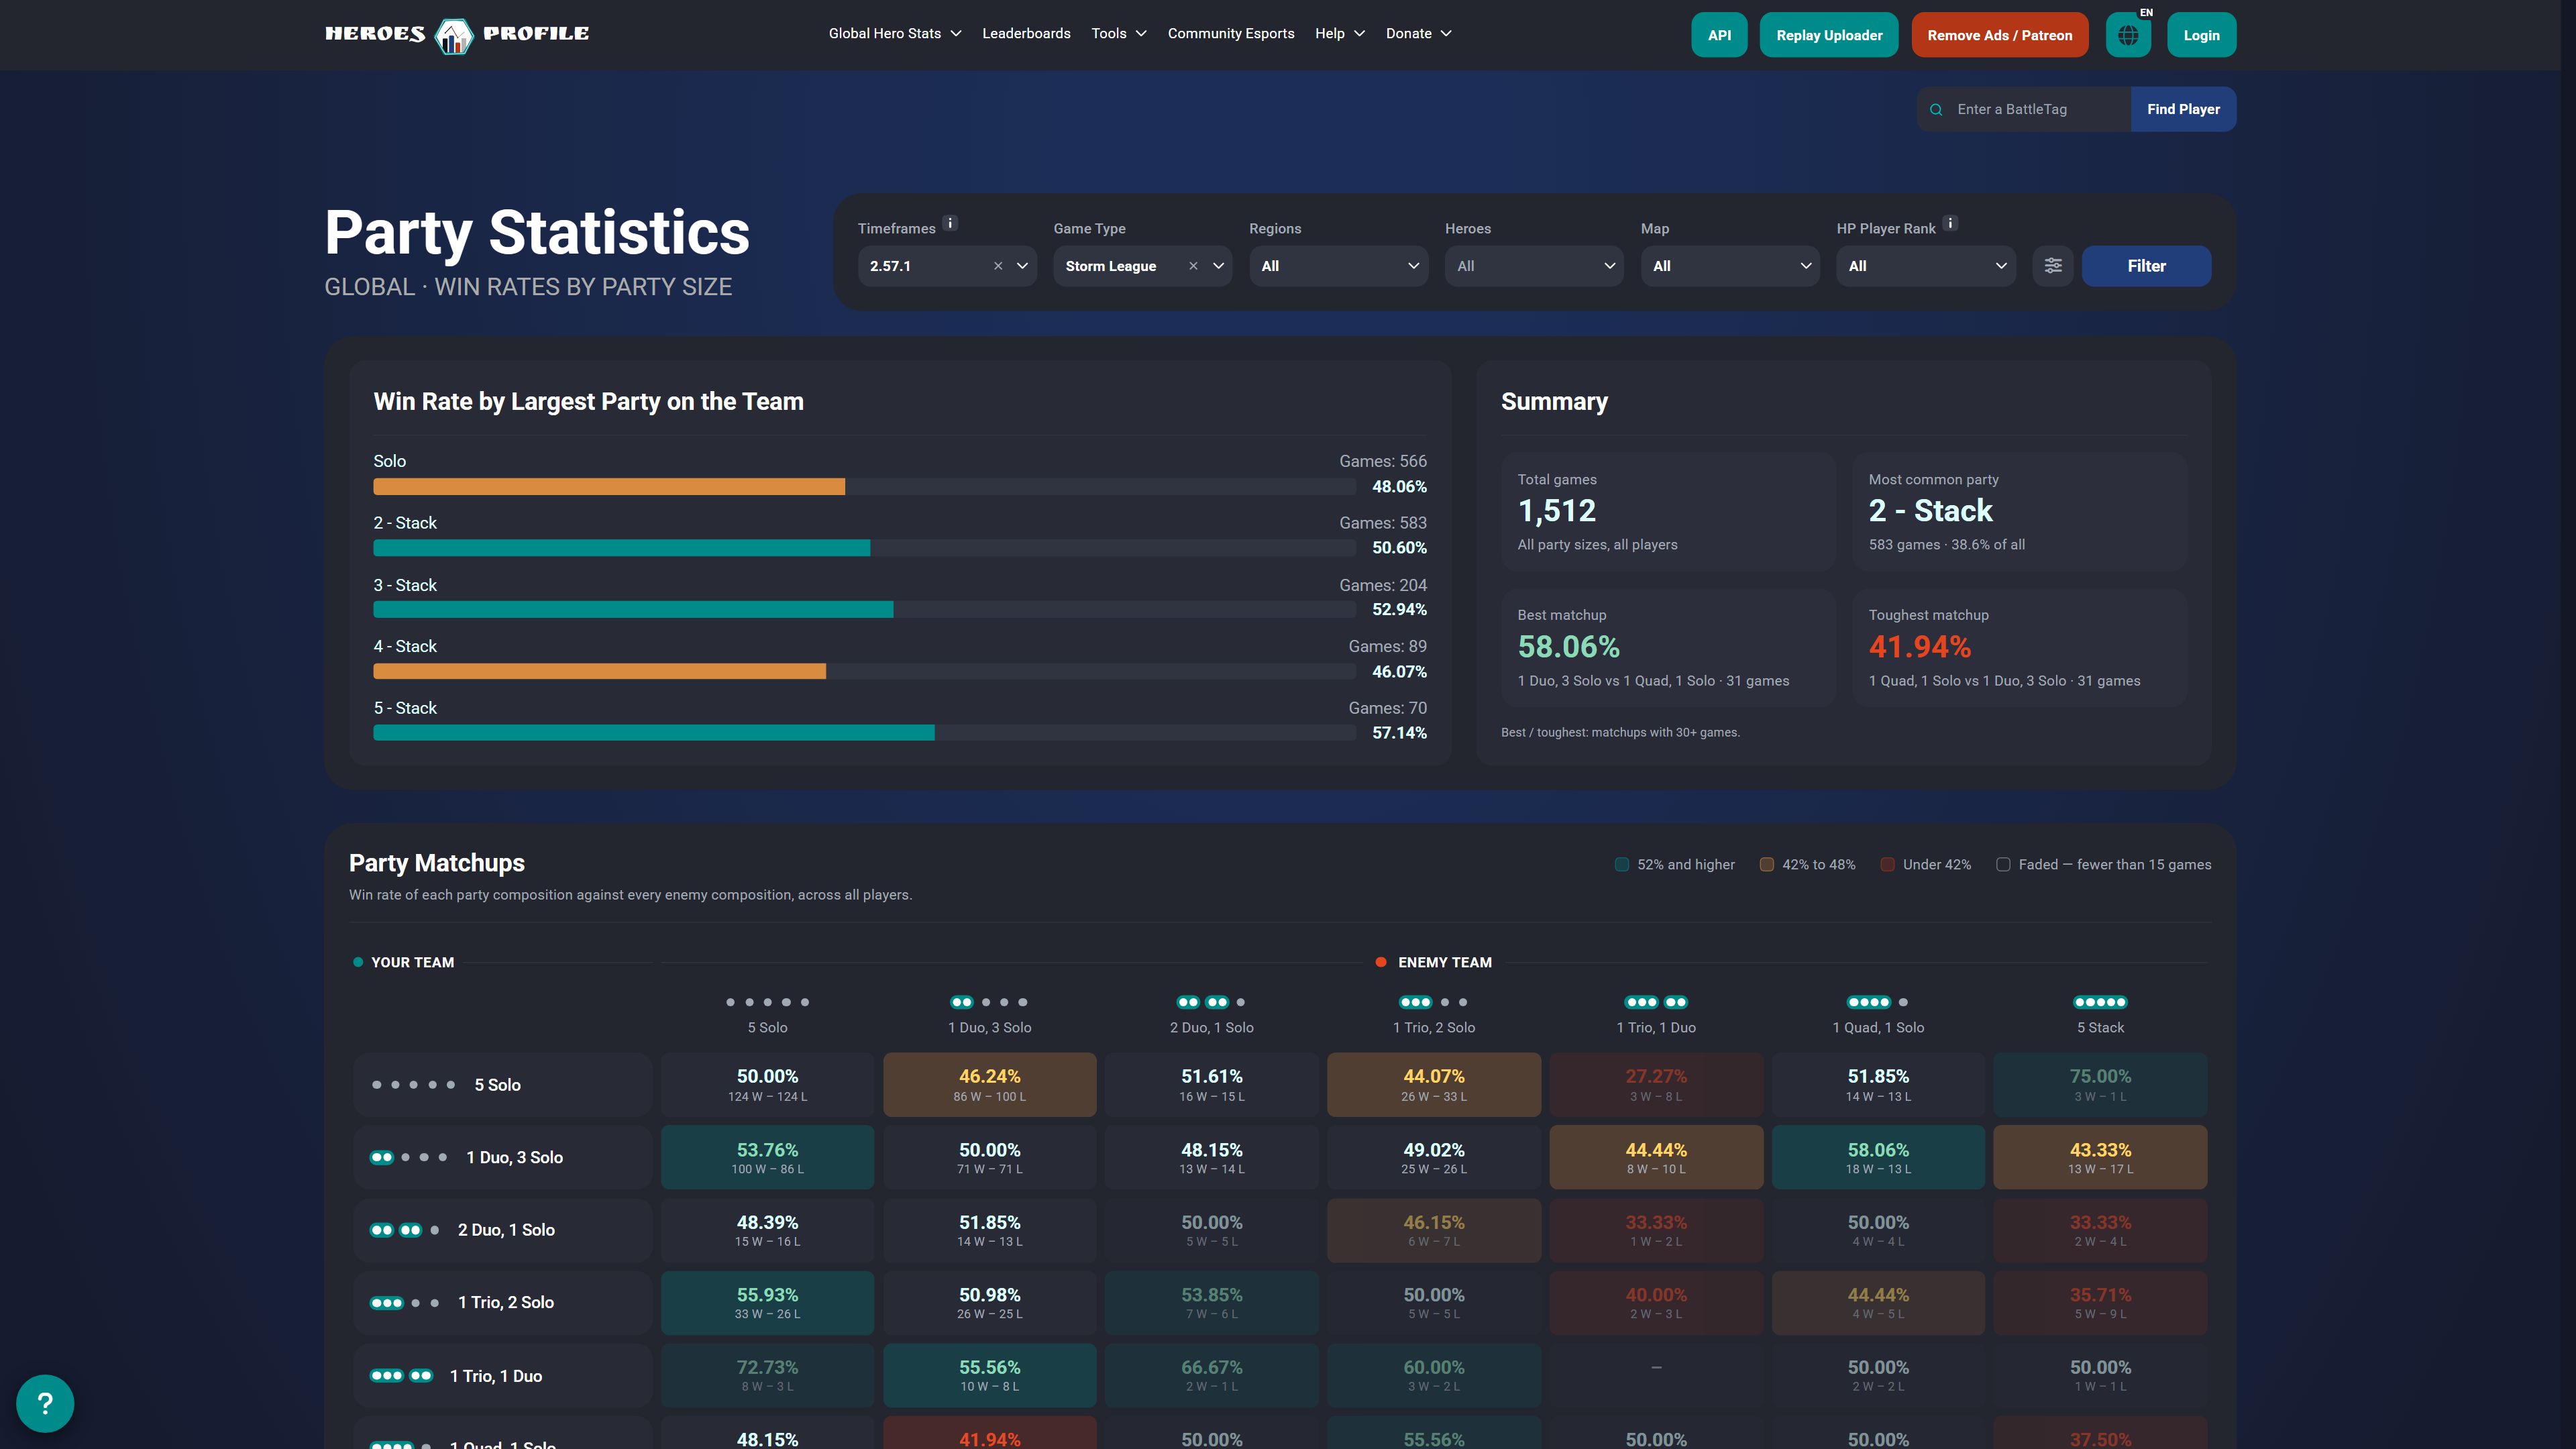 HEROES PROFILE
Global Hero Stats Leaderboards Tools Community Esports Help Donate
API Replay Uploader Remove Ads / Patreon EN Login
Enter a BattleTag Find Player
Party Statistics
GLOBAL · WIN RATES BY PARTY SIZE
Timeframes i Game Type Regions Heroes Map HP Player Rank i
2.57.1 × Storm League × All All All All Filter
Win Rate by Largest Party on the Team
Solo Games: 566
48.06%
2 - Stack Games: 583
50.60%
3 - Stack Games: 204
52.94%
4 - Stack Games: 89
46.07%
5 - Stack Games: 70
57.14%
Summary
Total games
1,512
All party sizes, all players
Most common party
2 - Stack
583 games · 38.6% of all
Best matchup
58.06%
1 Duo, 3 Solo vs 1 Quad, 1 Solo · 31 games
Toughest matchup
41.94%
1 Quad, 1 Solo vs 1 Duo, 3 Solo · 31 games
Best / toughest: matchups with 30+ games.
Party Matchups
52% and higher 42% to 48% Under 42% Faded — fewer than 15 games
Win rate of each party composition against every enemy composition, across all players.
YOUR TEAM ENEMY TEAM
5 Solo 1 Duo, 3 Solo 2 Duo, 1 Solo 1 Trio, 2 Solo 1 Trio, 1 Duo 1 Quad, 1 Solo 5 Stack
5 Solo 50.00% 46.24% 51.61% 44.07% 27.27% 51.85% 75.00%
124 W – 124 L 86 W – 100 L 16 W – 15 L 26 W – 33 L 3 W – 8 L 14 W – 13 L 3 W – 1 L
1 Duo, 3 Solo 53.76% 50.00% 48.15% 49.02% 44.44% 58.06% 43.33%
100 W – 86 L 71 W – 71 L 13 W – 14 L 25 W – 26 L 8 W – 10 L 18 W – 13 L 13 W – 17 L
2 Duo, 1 Solo 48.39% 51.85% 50.00% 46.15% 33.33% 50.00% 33.33%
15 W – 16 L 14 W – 13 L 5 W – 5 L 6 W – 7 L 1 W – 2 L 4 W – 4 L 2 W – 4 L
1 Trio, 2 Solo 55.93% 50.98% 53.85% 50.00% 40.00% 44.44% 35.71%
33 W – 26 L 26 W – 25 L 7 W – 6 L 5 W – 5 L 2 W – 3 L 4 W – 5 L 5 W – 9 L
1 Trio, 1 Duo 72.73% 55.56% 66.67% 60.00% – 50.00% 50.00%
8 W – 3 L 10 W – 8 L 2 W – 1 L 3 W – 2 L 2 W – 2 L 1 W – 1 L
1 Quad, 1 Solo 48.15% 41.94% 50.00% 55.56% 50.00% 50.00% 37.50%
?